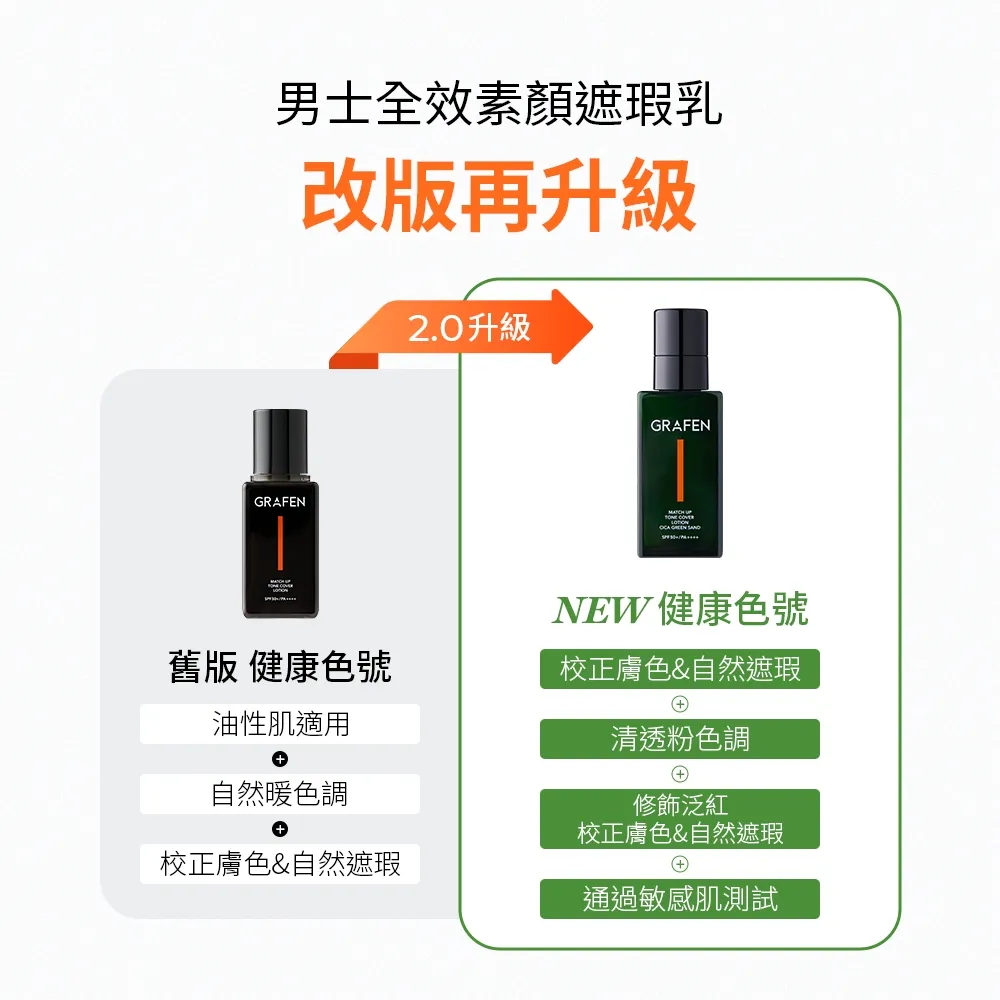 男士全效素顏遮瑕乳
改版再升級
2.0升級
GRAFEN
MATCH UP
TONE COVER
LOTION
SPF50+/PA++++
舊版 健康色號
油性肌適用
+
自然暖色調
+
校正膚色&自然遮瑕
GRAFEN
MATCH UP
TONE COVER
LOTION
CICA GREEN SAND
SPF50+/PA++++
NEW 健康色號
校正膚色&自然遮瑕
+
清透粉色調
+
修飾泛紅
校正膚色&自然遮瑕
+
通過敏感肌測試